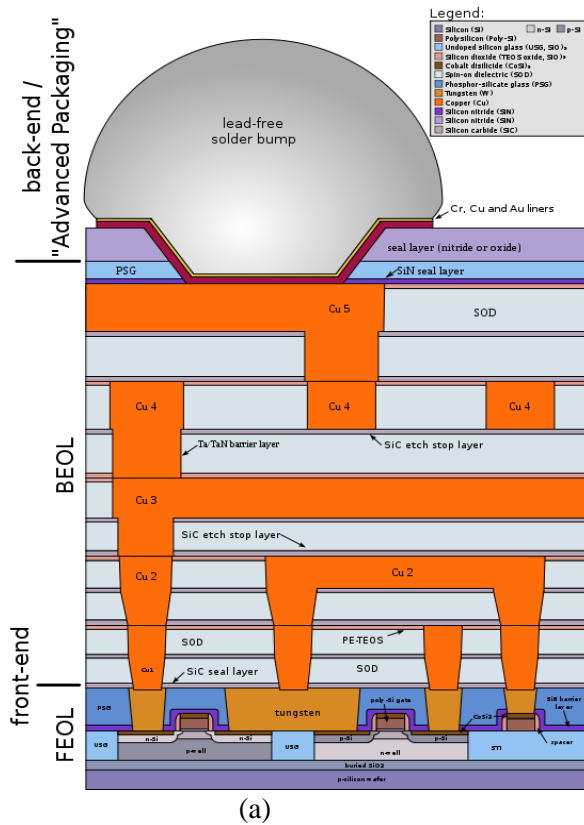 Legend:
Silicon (Si)
n-Si
p-Si
Polysilicon (Poly-Si)
Undoped silicon glass (USG, SiO)₂
Silicon dioxide (TEOS oxide, SiO)₂
Cobalt disilicide (CoSi)₂
Spin-on dielectric (SOD)
Phosphor-silicate glass (PSG)
Tungsten (W)
Copper (Cu)
Silicon nitride (SiN)
Silicon nitride (SiN)
Silicon carbide (SiC)
back-end /
"Advanced Packaging"
lead-free
solder bump
Cr, Cu and Au liners
seal layer (nitride or oxide)
PSG
SiN seal layer
Cu 5
SOD
BEOL
Cu 4
Cu 4
Cu 4
Ta/TaN barrier layer
SiC etch stop layer
Cu 3
SiC etch stop layer
Cu 2
Cu 2
front-end
SOD
PE-TEOS
Cu1
SiC seal layer
SOD
FEOL
PSG
tungsten
poly-Si gate
CoSi2
barrier
layer
spacer
USG
n-Si
n-Si
p-well
USG
p-Si
p-Si
n-well
STI
buried SiO2
p-silicon wafer
(a)